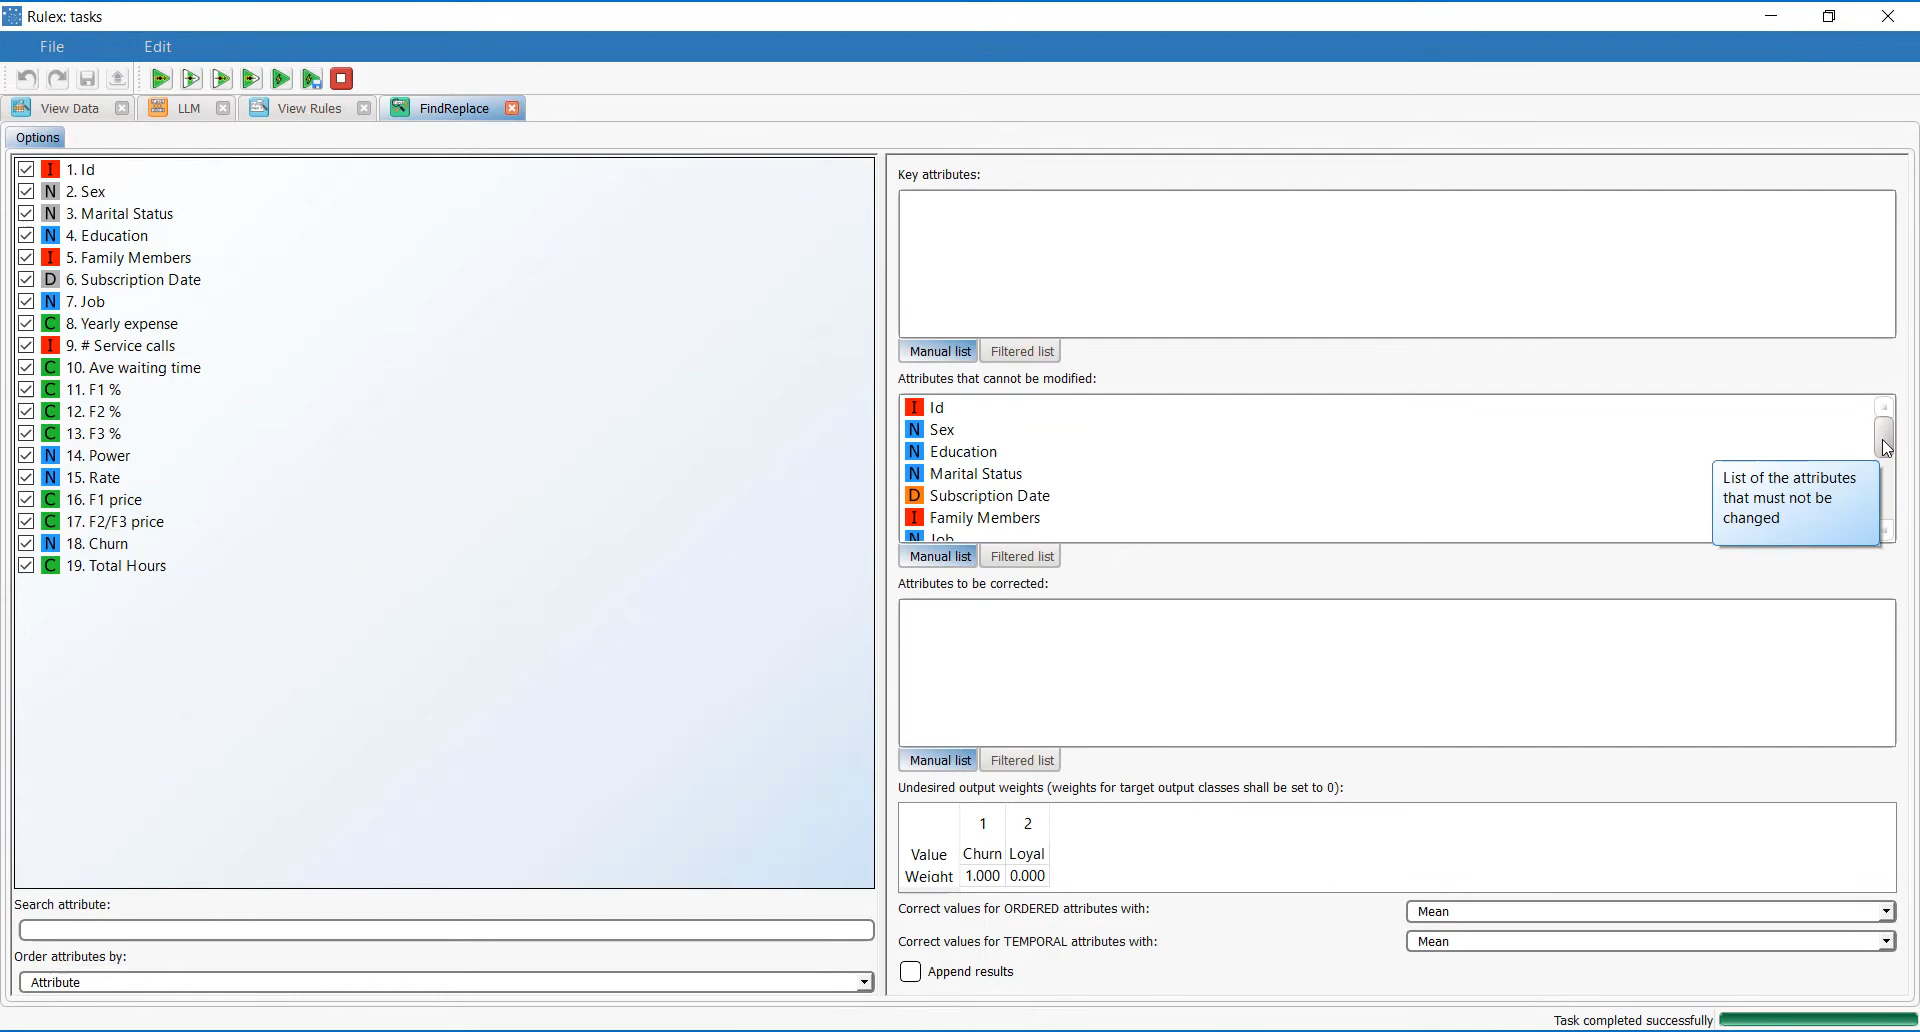 Rulex: tasks
File Edit
View Data LLM View Rules FindReplace
Options
I 1. Id
N 2. Sex
N 3. Marital Status
N 4. Education
I 5. Family Members
D 6. Subscription Date
N 7. Job
C 8. Yearly expense
I 9. # Service calls
C 10. Ave waiting time
C 11. F1 %
C 12. F2 %
C 13. F3 %
N 14. Power
N 15. Rate
C 16. F1 price
C 17. F2/F3 price
N 18. Churn
C 19. Total Hours
Search attribute:
Order attributes by:
Attribute
Key attributes:
Manual list Filtered list
Attributes that cannot be modified:
I Id
N Sex
N Education
N Marital Status
D Subscription Date
I Family Members
N Job
List of the attributes
that must not be
changed
Manual list Filtered list
Attributes to be corrected:
Manual list Filtered list
Undesired output weights (weights for target output classes shall be set to 0):
1 2
Value Churn Loyal
Weight 1.000 0.000
Correct values for ORDERED attributes with: Mean
Correct values for TEMPORAL attributes with: Mean
Append results
Task completed successfully